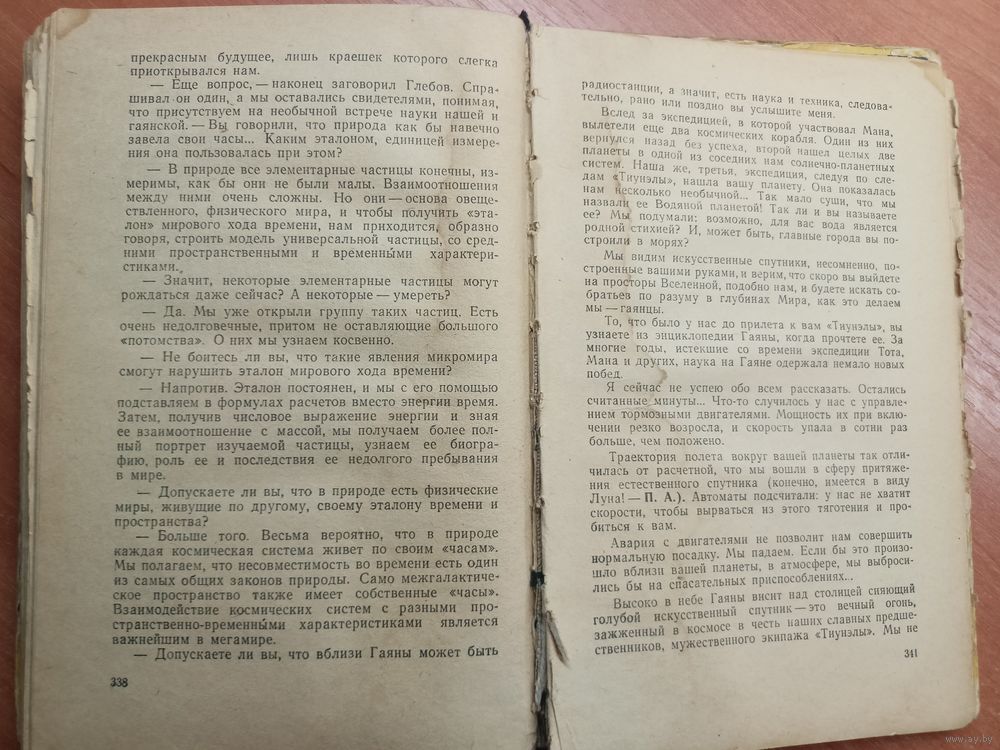 прекрасным будущее, лишь краешек которого слегка
приоткрывался нам.
— Еще вопрос, — наконец заговорил Глебов. Спра-
шивал он один, а мы оставались свидетелями, понимая,
что присутствуем на необычной встрече науки нашей и
гаянской. — Вы говорили, что природа как бы навечно
завела свои часы... Каким эталоном, единицей измере-
ния она пользовалась при этом?
— В природе все элементарные частицы конечны, из-
меримы, как бы они не были малы. Взаимоотношения
между ними очень сложны. Но они — основа овеще-
ствленного, физического мира, и чтобы получить «эта-
лон» мирового хода времени, нам приходится, образно
говоря, строить модель универсальной частицы, со сред-
ними пространственными и временными характери-
стиками.
— Значит, некоторые элементарные частицы могут
рождаться даже сейчас? А некоторые — умереть?
— Да. Мы уже открыли группу таких частиц. Есть
очень недолговечные, притом не оставляющие большого
«потомства». О них мы узнаем косвенно.
— Не боитесь ли вы, что такие явления микромира
смогут нарушить эталон мирового хода времени?
— Напротив. Эталон постоянен, и мы с его помощью
подставляем в формулах расчетов вместо энергии время.
Затем, получив числовое выражение энергии и зная
ее взаимоотношение с массой, мы получаем более пол-
ный портрет изучаемой частицы, узнаем ее биогра-
фию, роль ее и последствия ее недолгого пребывания
в мире.
— Допускаете ли вы, что в природе есть физические
миры, живущие по другому, своему эталону времени и
пространства?
— Больше того. Весьма вероятно, что в природе
каждая космическая система живет по своим «часам».
Мы полагаем, что несовместимость во времени есть один
из самых общих законов природы. Само межгалактиче-
ское пространство также имеет собственные «часы».
Взаимодействие космических систем с разными про-
странственно-временными характеристиками является
важнейшим в мегамире.
— Допускаете ли вы, что вблизи Гаяны может быть
338
радиостанции, а значит, есть наука и техника, следова-
тельно, рано или поздно вы услышите меня.
Вслед за экспедицией, в которой участвовал Мана,
вылетели еще два космических корабля. Один из них
вернулся назад без успеха, второй нашел целых две
планеты в одной из соседних нам солнечно-планетных
систем. Наша же, третья, экспедиция, следуя по сле-
дам «Тиунэлы», нашла вашу планету. Она показалась
нам несколько необычной... Так мало суши, что мы
назвали ее Водяной планетой! Так ли и вы называете
ее? Мы подумали: возможно, для вас вода является
родной стихией? И, может быть, главные города вы по-
строили в морях?
Мы видим искусственные спутники, несомненно, по-
строенные вашими руками, и верим, что скоро вы выйдете
на просторы Вселенной, подобно нам, и будете искать со-
братьев по разуму в глубинах Мира, как это делаем
мы — гаянцы.
То, что было у нас до прилета к вам «Тиунэлы», вы
узнаете из энциклопедии Гаяны, когда прочтете ее. За
многие годы, истекшие со времени экспедиции Тота,
Мана и других, наука на Гаяне одержала немало новых
побед.
Я сейчас не успею обо всем рассказать. Остались
считанные минуты... Что-то случилось у нас с управле-
нием тормозными двигателями. Мощность их при вклю-
чении резко возросла, и скорость упала в сотни раз
больше, чем положено.
Траектория полета вокруг вашей планеты так отли-
чилась от расчетной, что мы вошли в сферу притяже-
ния естественного спутника (конечно, имеется в виду
Луна! — П. А.). Автоматы подсчитали: у нас не хватит
скорости, чтобы вырваться из этого тяготения и про-
биться к вам.
Авария с двигателями не позволит нам совершить
нормальную посадку. Мы падаем. Если бы это произо-
шло вблизи вашей планеты, в атмосфере, мы выброси-
лись бы на спасательных приспособлениях...
Высоко в небе Гаяны висит над столицей сияющий
голубой искусственный спутник — это вечный огонь,
зажженный в космосе в честь наших славных предше-
ственников, мужественного экипажа «Тиунэлы». Мы не
341
www.ay.by